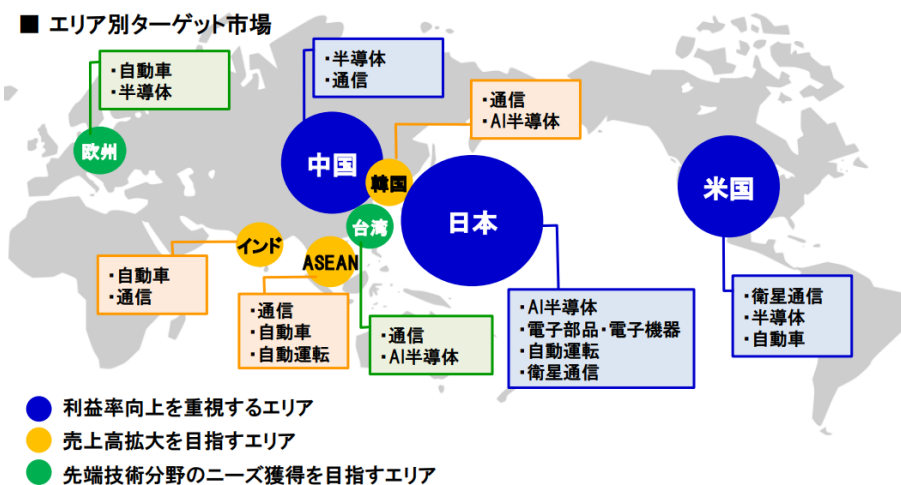 ■ エリア別ターゲット市場
・自動車
・半導体
欧州
・半導体
・通信
中国
・通信
・AI半導体
韓国
日本
米国
台湾
インド
ASEAN
・自動車
・通信
・通信
・自動車
・自動運転
・通信
・AI半導体
・AI半導体
・電子部品・電子機器
・自動運転
・衛星通信
・衛星通信
・半導体
・自動車
利益率向上を重視するエリア
売上高拡大を目指すエリア
先端技術分野のニーズ獲得を目指すエリア